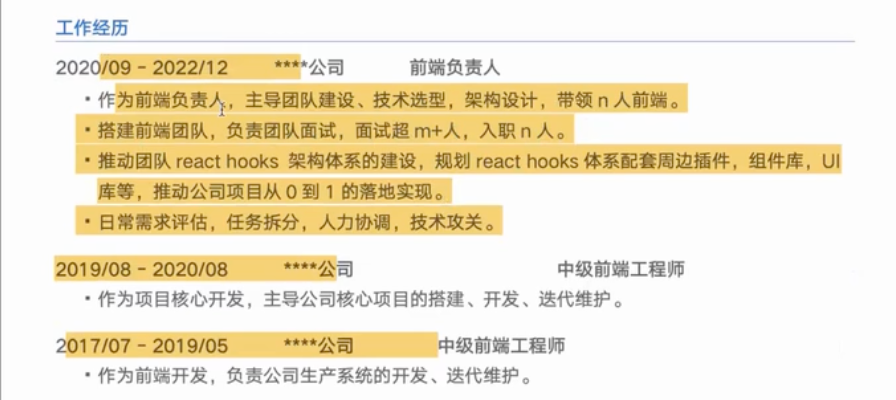 工作经历
2020/09 - 2022/12 ****公司 前端负责人
· 作为前端负责人，主导团队建设、技术选型，架构设计，带领 n 人前端。
· 搭建前端团队，负责团队面试，面试超 m+人，入职 n 人。
· 推动团队 react hooks 架构体系的建设，规划 react hooks 体系配套周边插件，组件库，UI
库等，推动公司项目从 0 到 1 的落地实现。
· 日常需求评估，任务拆分，人力协调，技术攻关。
2019/08 - 2020/08 ****公司 中级前端工程师
· 作为项目核心开发，主导公司核心项目的搭建、开发、迭代维护。
2017/07 - 2019/05 ****公司 中级前端工程师
· 作为前端开发，负责公司生产系统的开发、迭代维护。